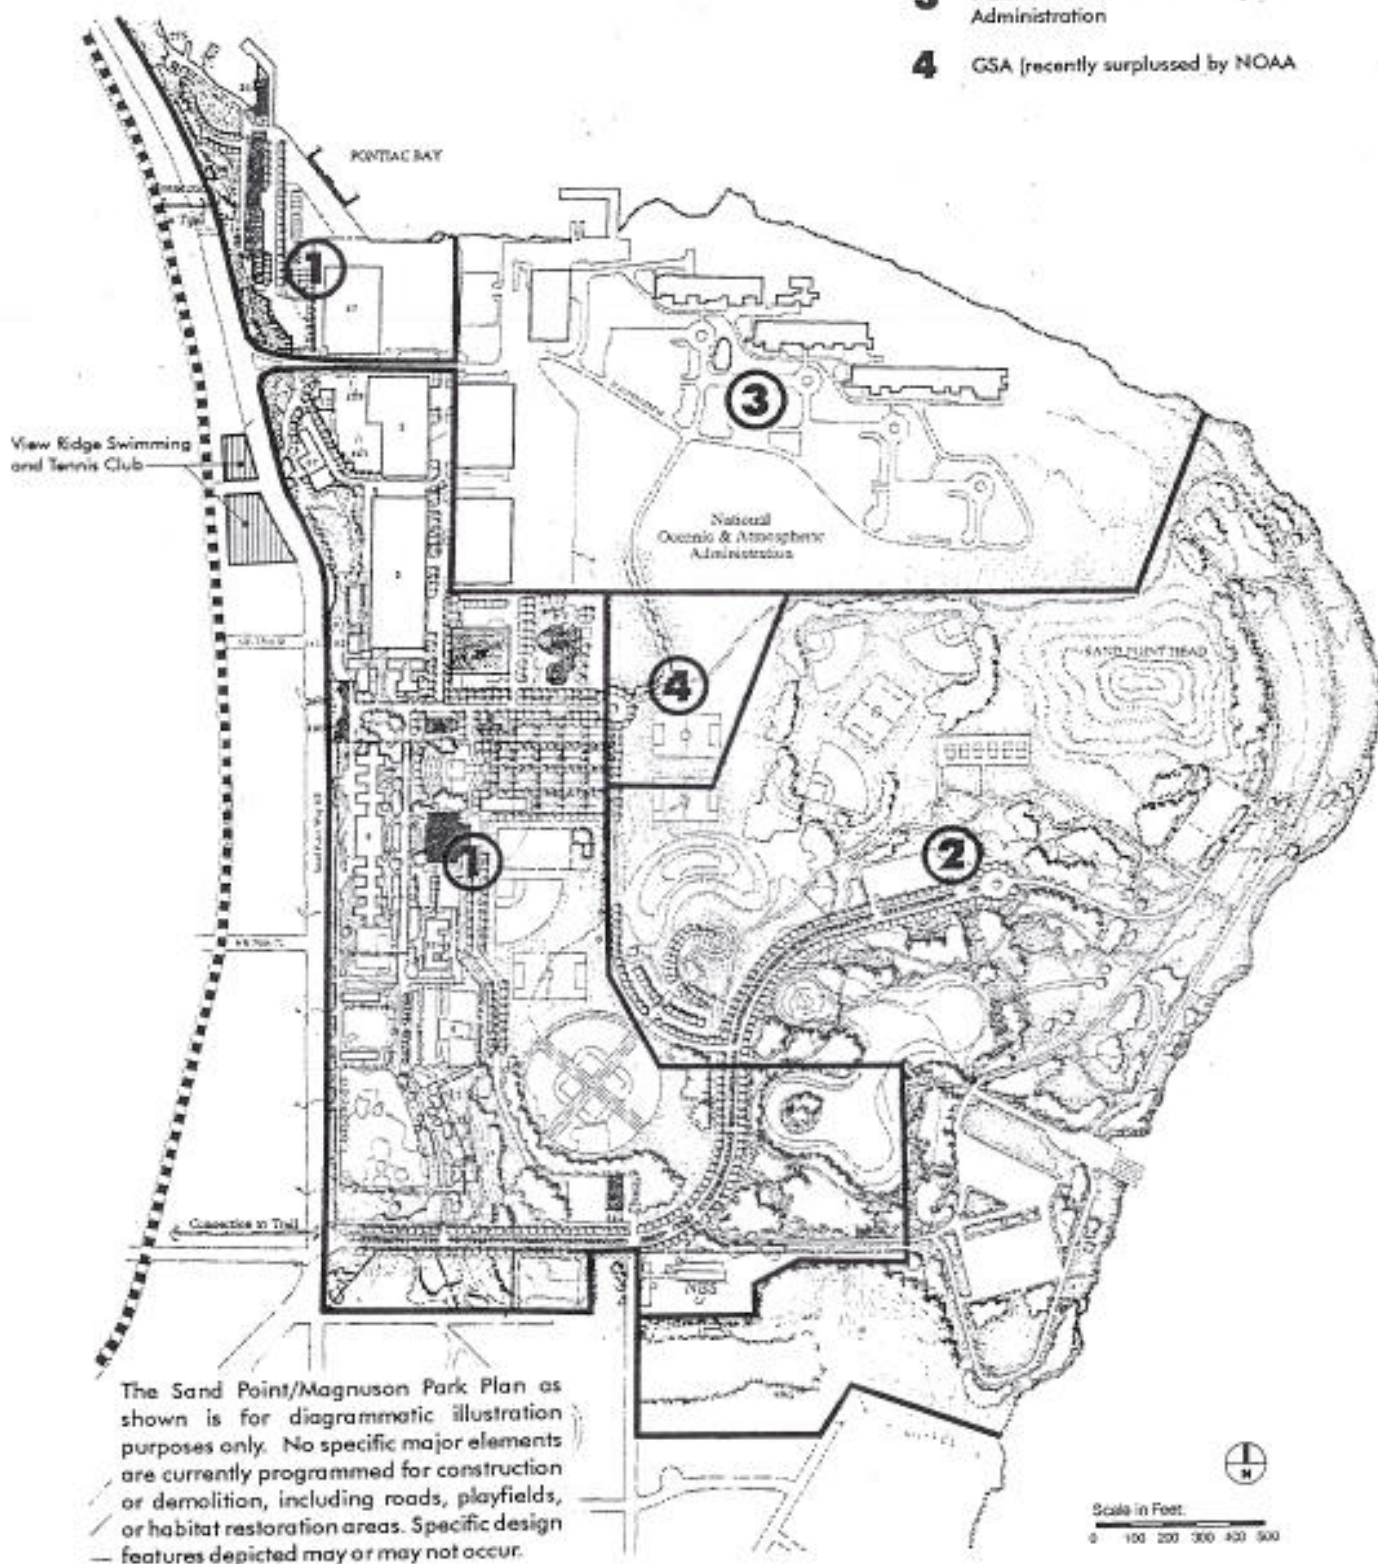 Administration
4 GSA (recently surplussed by NOAA
PONTIAC BAY
1
3
View Ridge Swimming
and Tennis Club
National
Oceanic & Atmospheric
Administration
SAND POINT HEAD
4
2
1
Connection to Trail
NBS
The Sand Point/Magnuson Park Plan as
shown is for diagrammatic illustration
purposes only. No specific major elements
are currently programmed for construction
or demolition, including roads, playfields,
or habitat restoration areas. Specific design
features depicted may or may not occur.
N
Scale in Feet
0 100 200 300 400 500